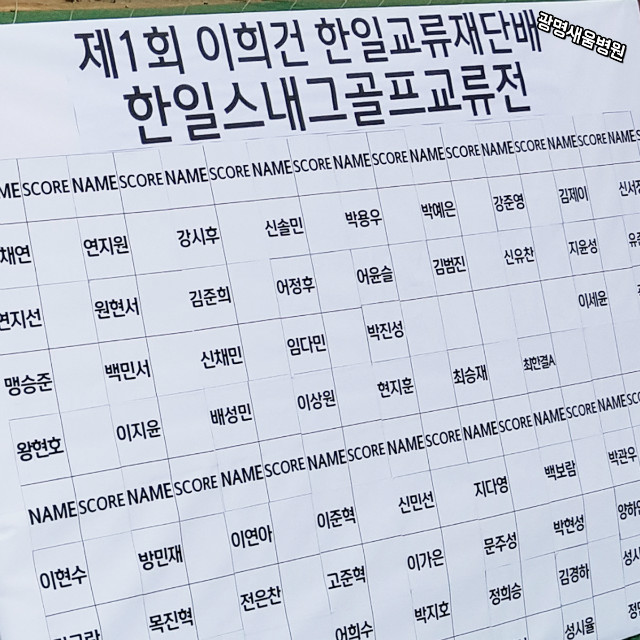 광명새움병원
제1회 이희건 한일교류재단배
한일스내그골프교류전
SCORE NAME SCORE NAME SCORE NAME SCORE NAME SCORE NAME SCORE NAME SCORE NAME SCORE NAME
채연 연지원 강시후 신솔민 박용우 박예은 강준영 김제이
연지선 원현서 김준희 어정후 어윤슬 김범진 신유찬 지윤성
맹승준 백민서 신채민 임다민 박진성 이세윤
왕현호 이지윤 배성민 이상원 현지훈 최승재 최한결A
NAME SCORE NAME SCORE NAME SCORE NAME SCORE NAME SCORE NAME SCORE NAME SCORE NAME
이현수 방민재 이연아 이준혁 신민선 지다영 백보람 박관우
목진혁 전은찬 고준혁 이가은 문주성 박현성
어희수 박지호 정희승 김경하
성시율